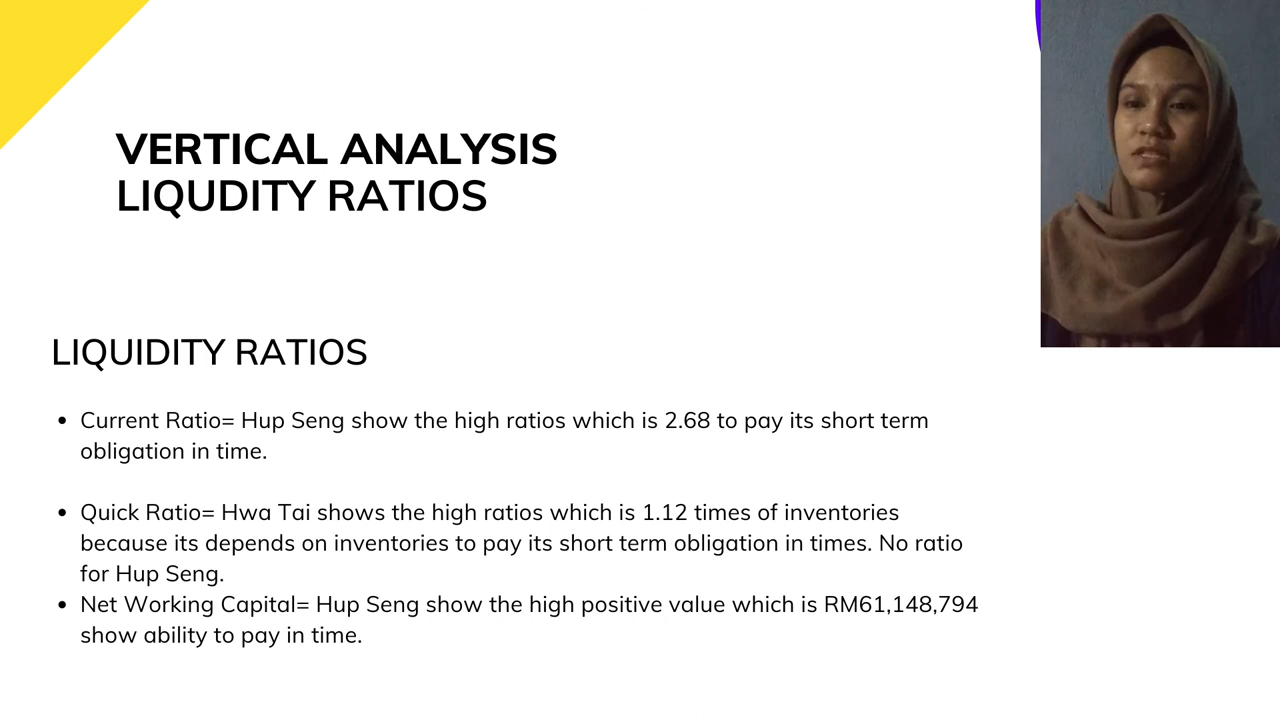 VERTICAL ANALYSIS
LIQUDITY RATIOS
LIQUIDITY RATIOS
• Current Ratio= Hup Seng show the high ratios which is 2.68 to pay its short term
obligation in time.
• Quick Ratio= Hwa Tai shows the high ratios which is 1.12 times of inventories
because its depends on inventories to pay its short term obligation in times. No ratio
for Hup Seng.
• Net Working Capital= Hup Seng show the high positive value which is RM61,148,794
show ability to pay in time.